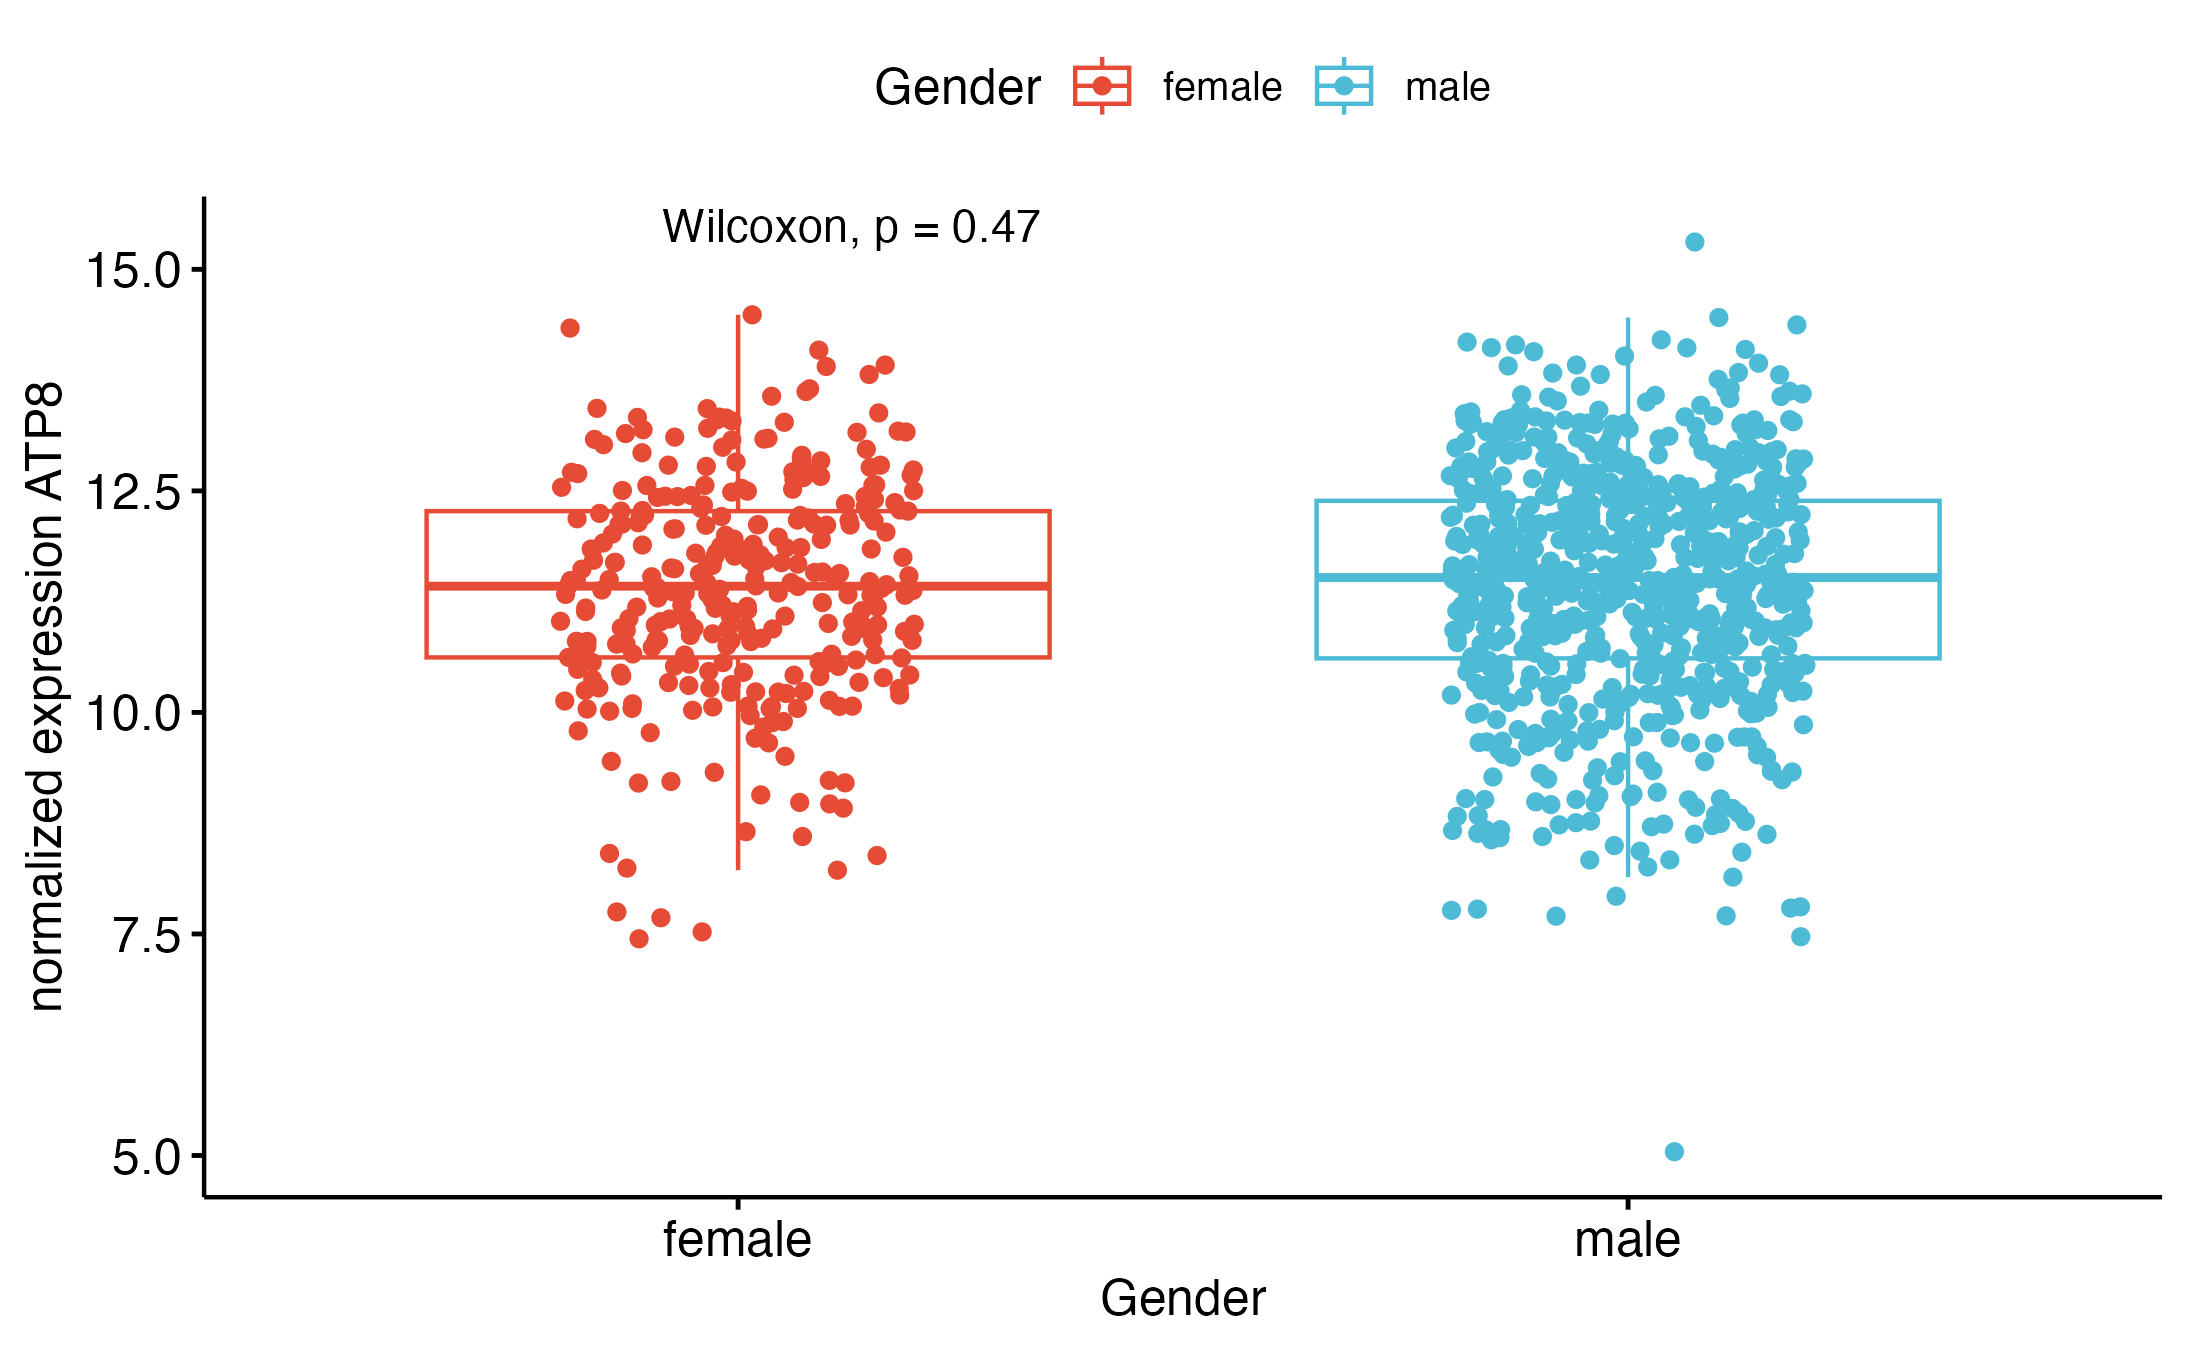 Gender female male
Wilcoxon, p = 0.47
normalized expression ATP8
15.0
12.5
10.0
7.5
5.0
female male
Gender